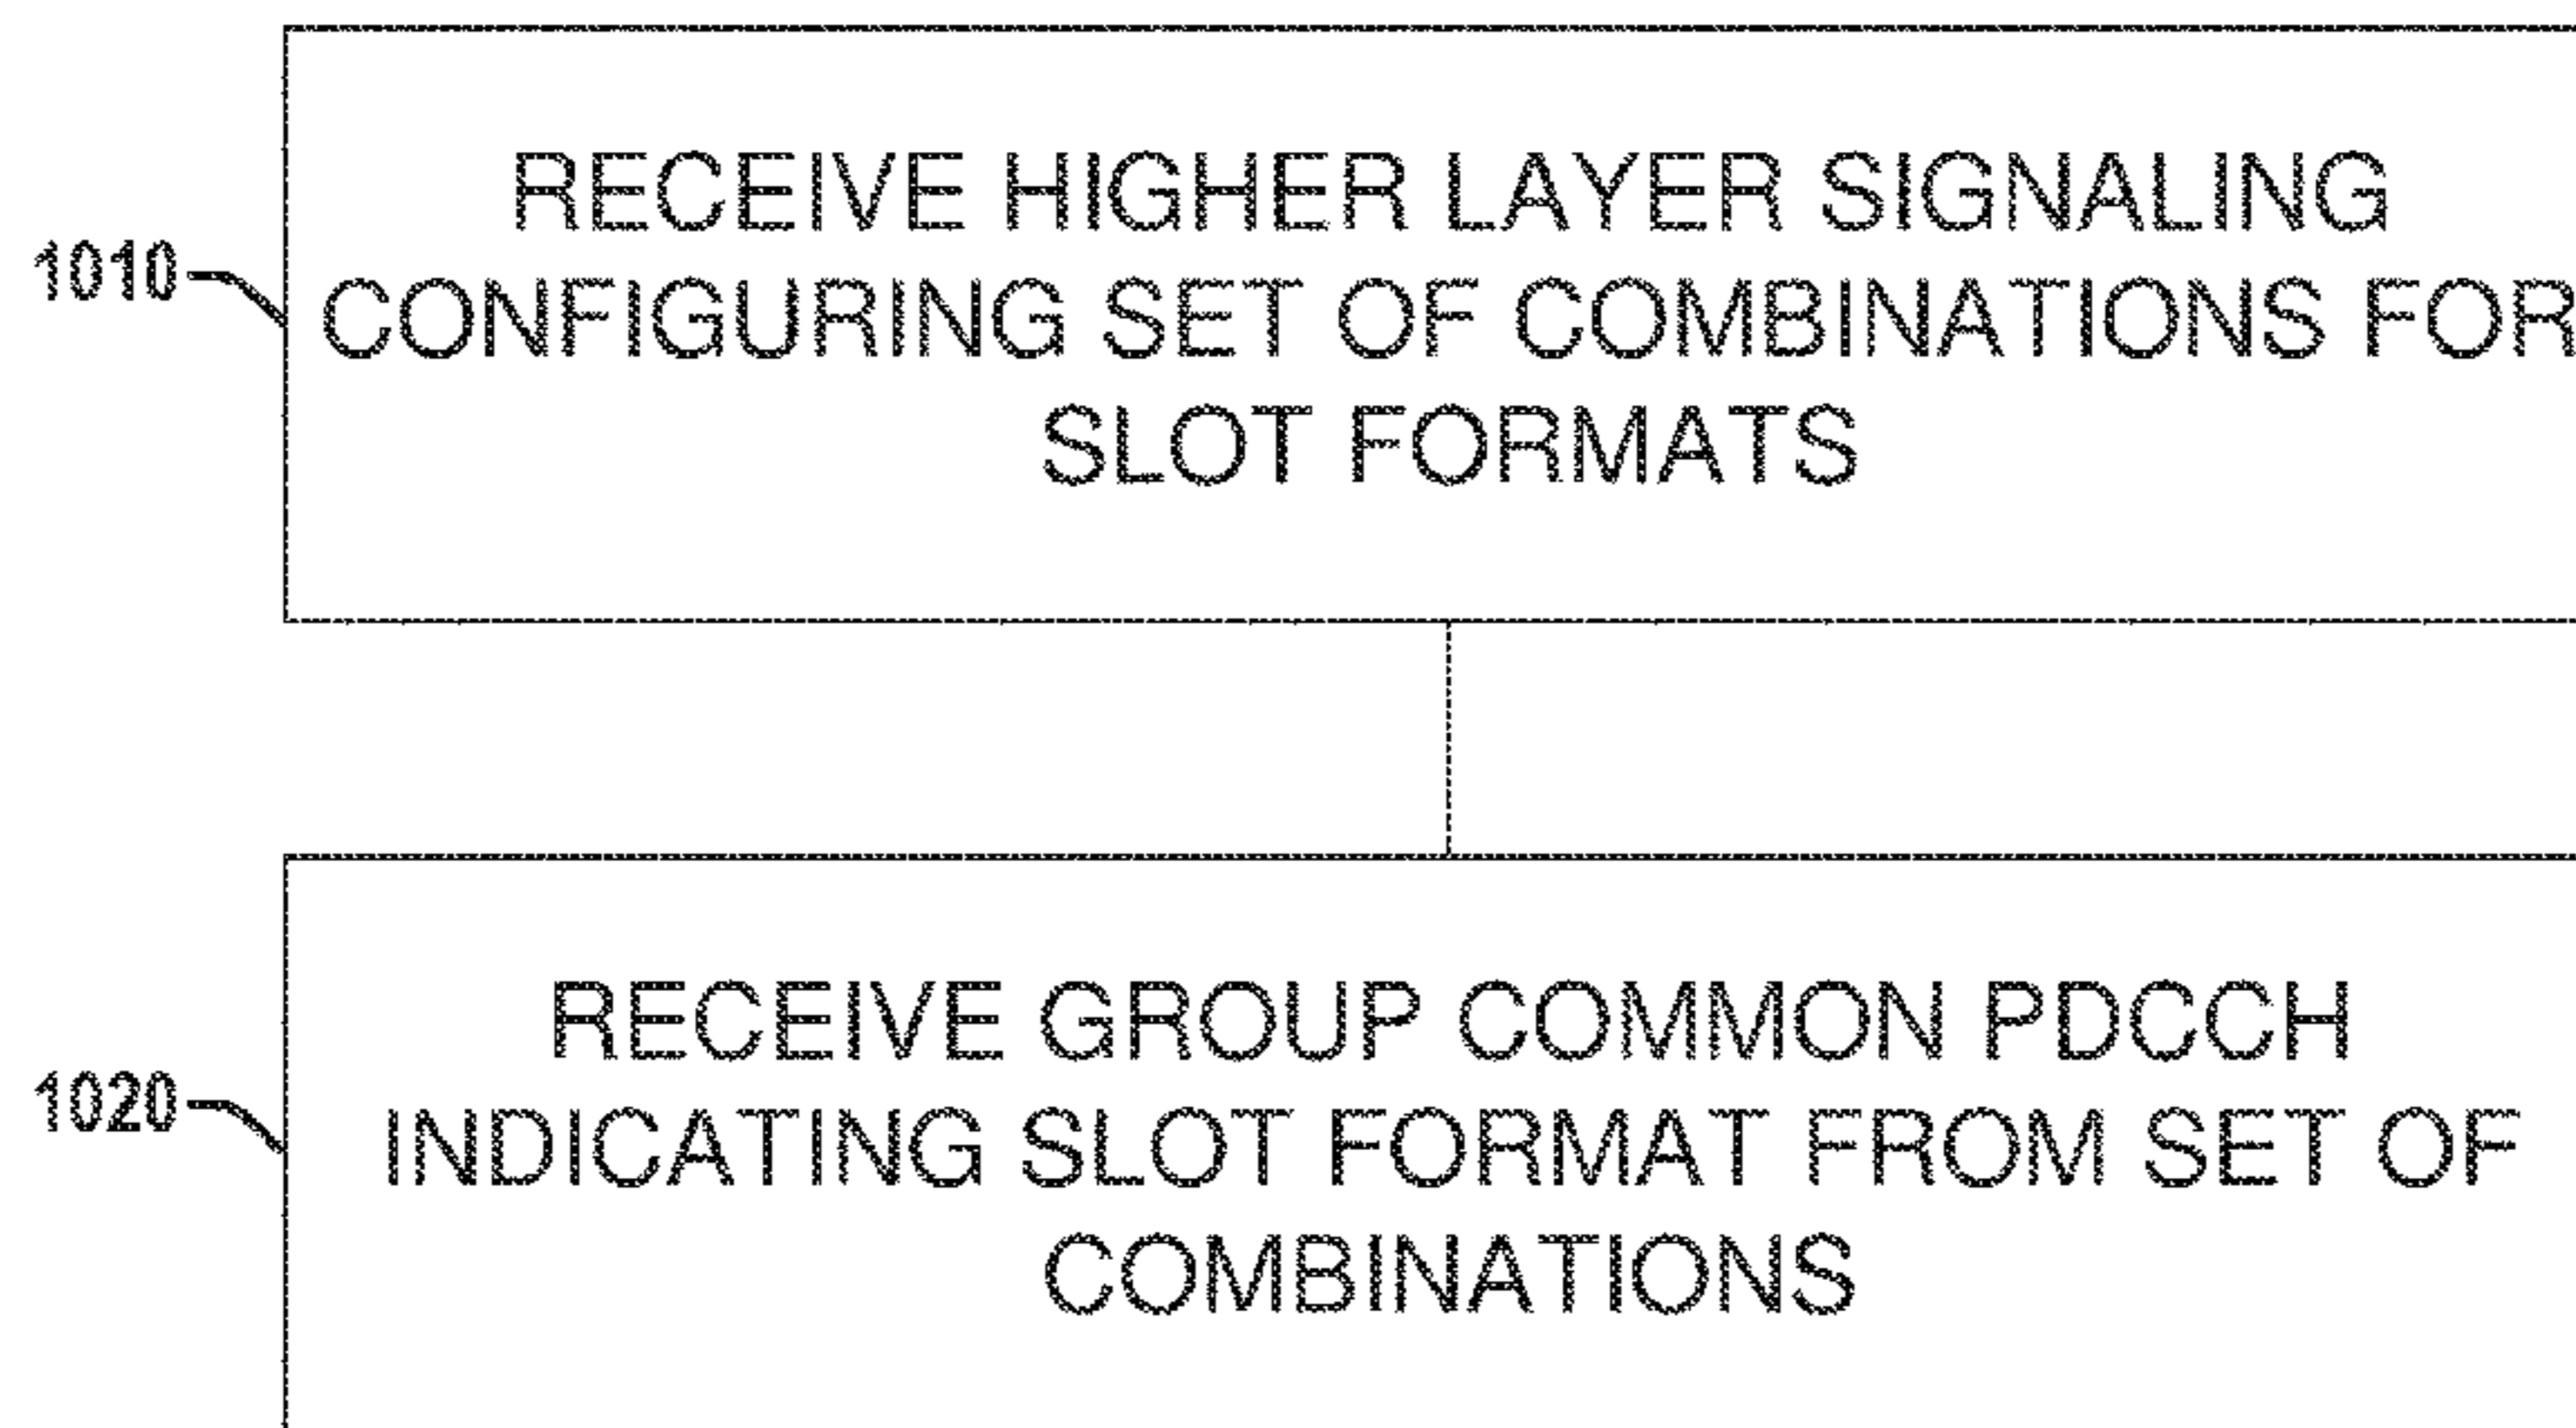 1010
RECEIVE HIGHER LAYER SIGNALING
CONFIGURING SET OF COMBINATIONS FOR
SLOT FORMATS
1020
RECEIVE GROUP COMMON PDCCH
INDICATING SLOT FORMAT FROM SET OF
COMBINATIONS